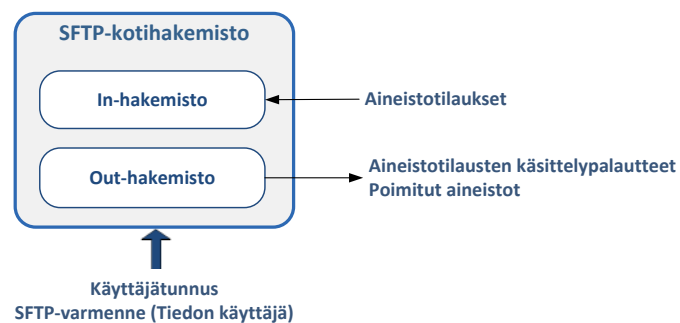 SFTP-kotihakemisto
In-hakemisto
Aineistotilaukset
Out-hakemisto
Aineistotilausten käsittelypalautteet
Poimitut aineistot
Käyttäjätunnus
SFTP-varmenne (Tiedon käyttäjä)